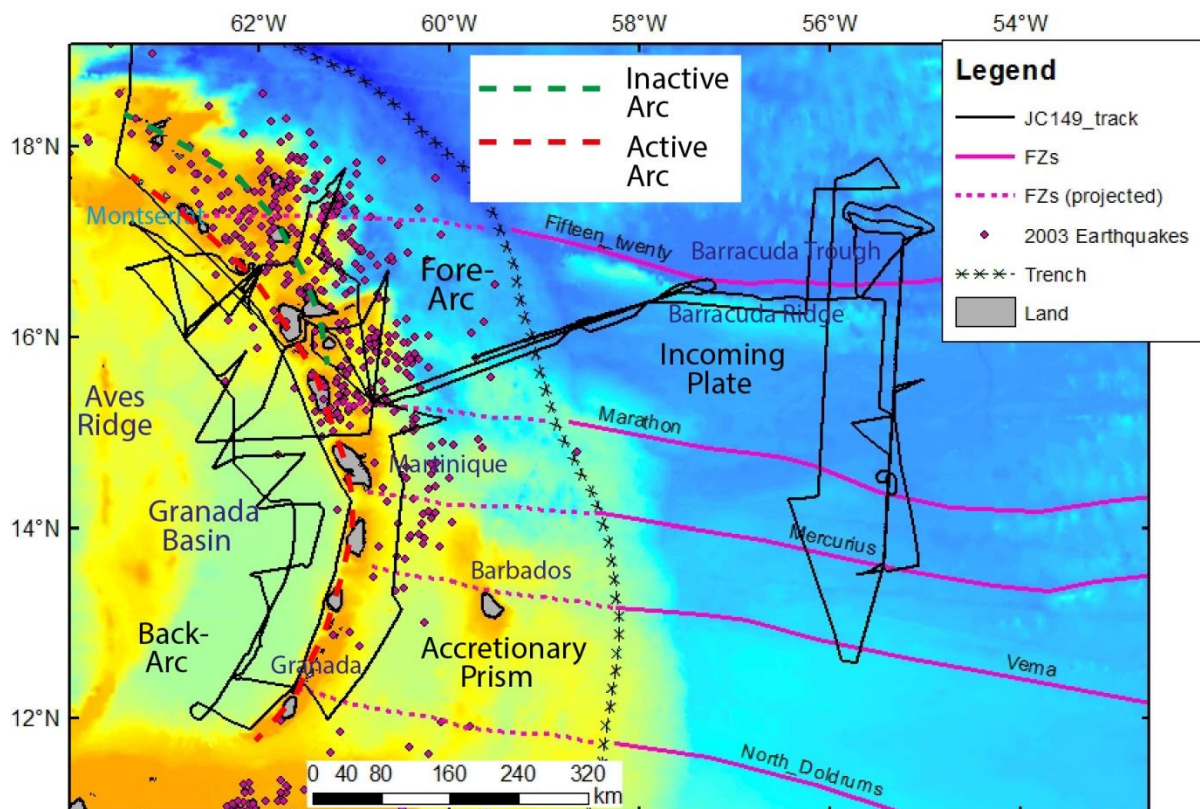 62°W
60°W
58°W
56°W
54°W
18°N
16°N
14°N
12°N
Inactive
Arc
Active
Arc
Legend
JC149_track
FZs
FZs (projected)
2003 Earthquakes
Trench
Land
Montserrat
Fifteen_twenty
Barracuda Trough
Fore-
Arc
Barracuda Ridge
Incoming
Plate
Aves
Ridge
Marathon
Martinique
Granada
Basin
Mercurius
Barbados
Back-
Arc
Accretionary
Prism
Granada
Vema
North_Doldrums
0 40 80 160 240 320
km